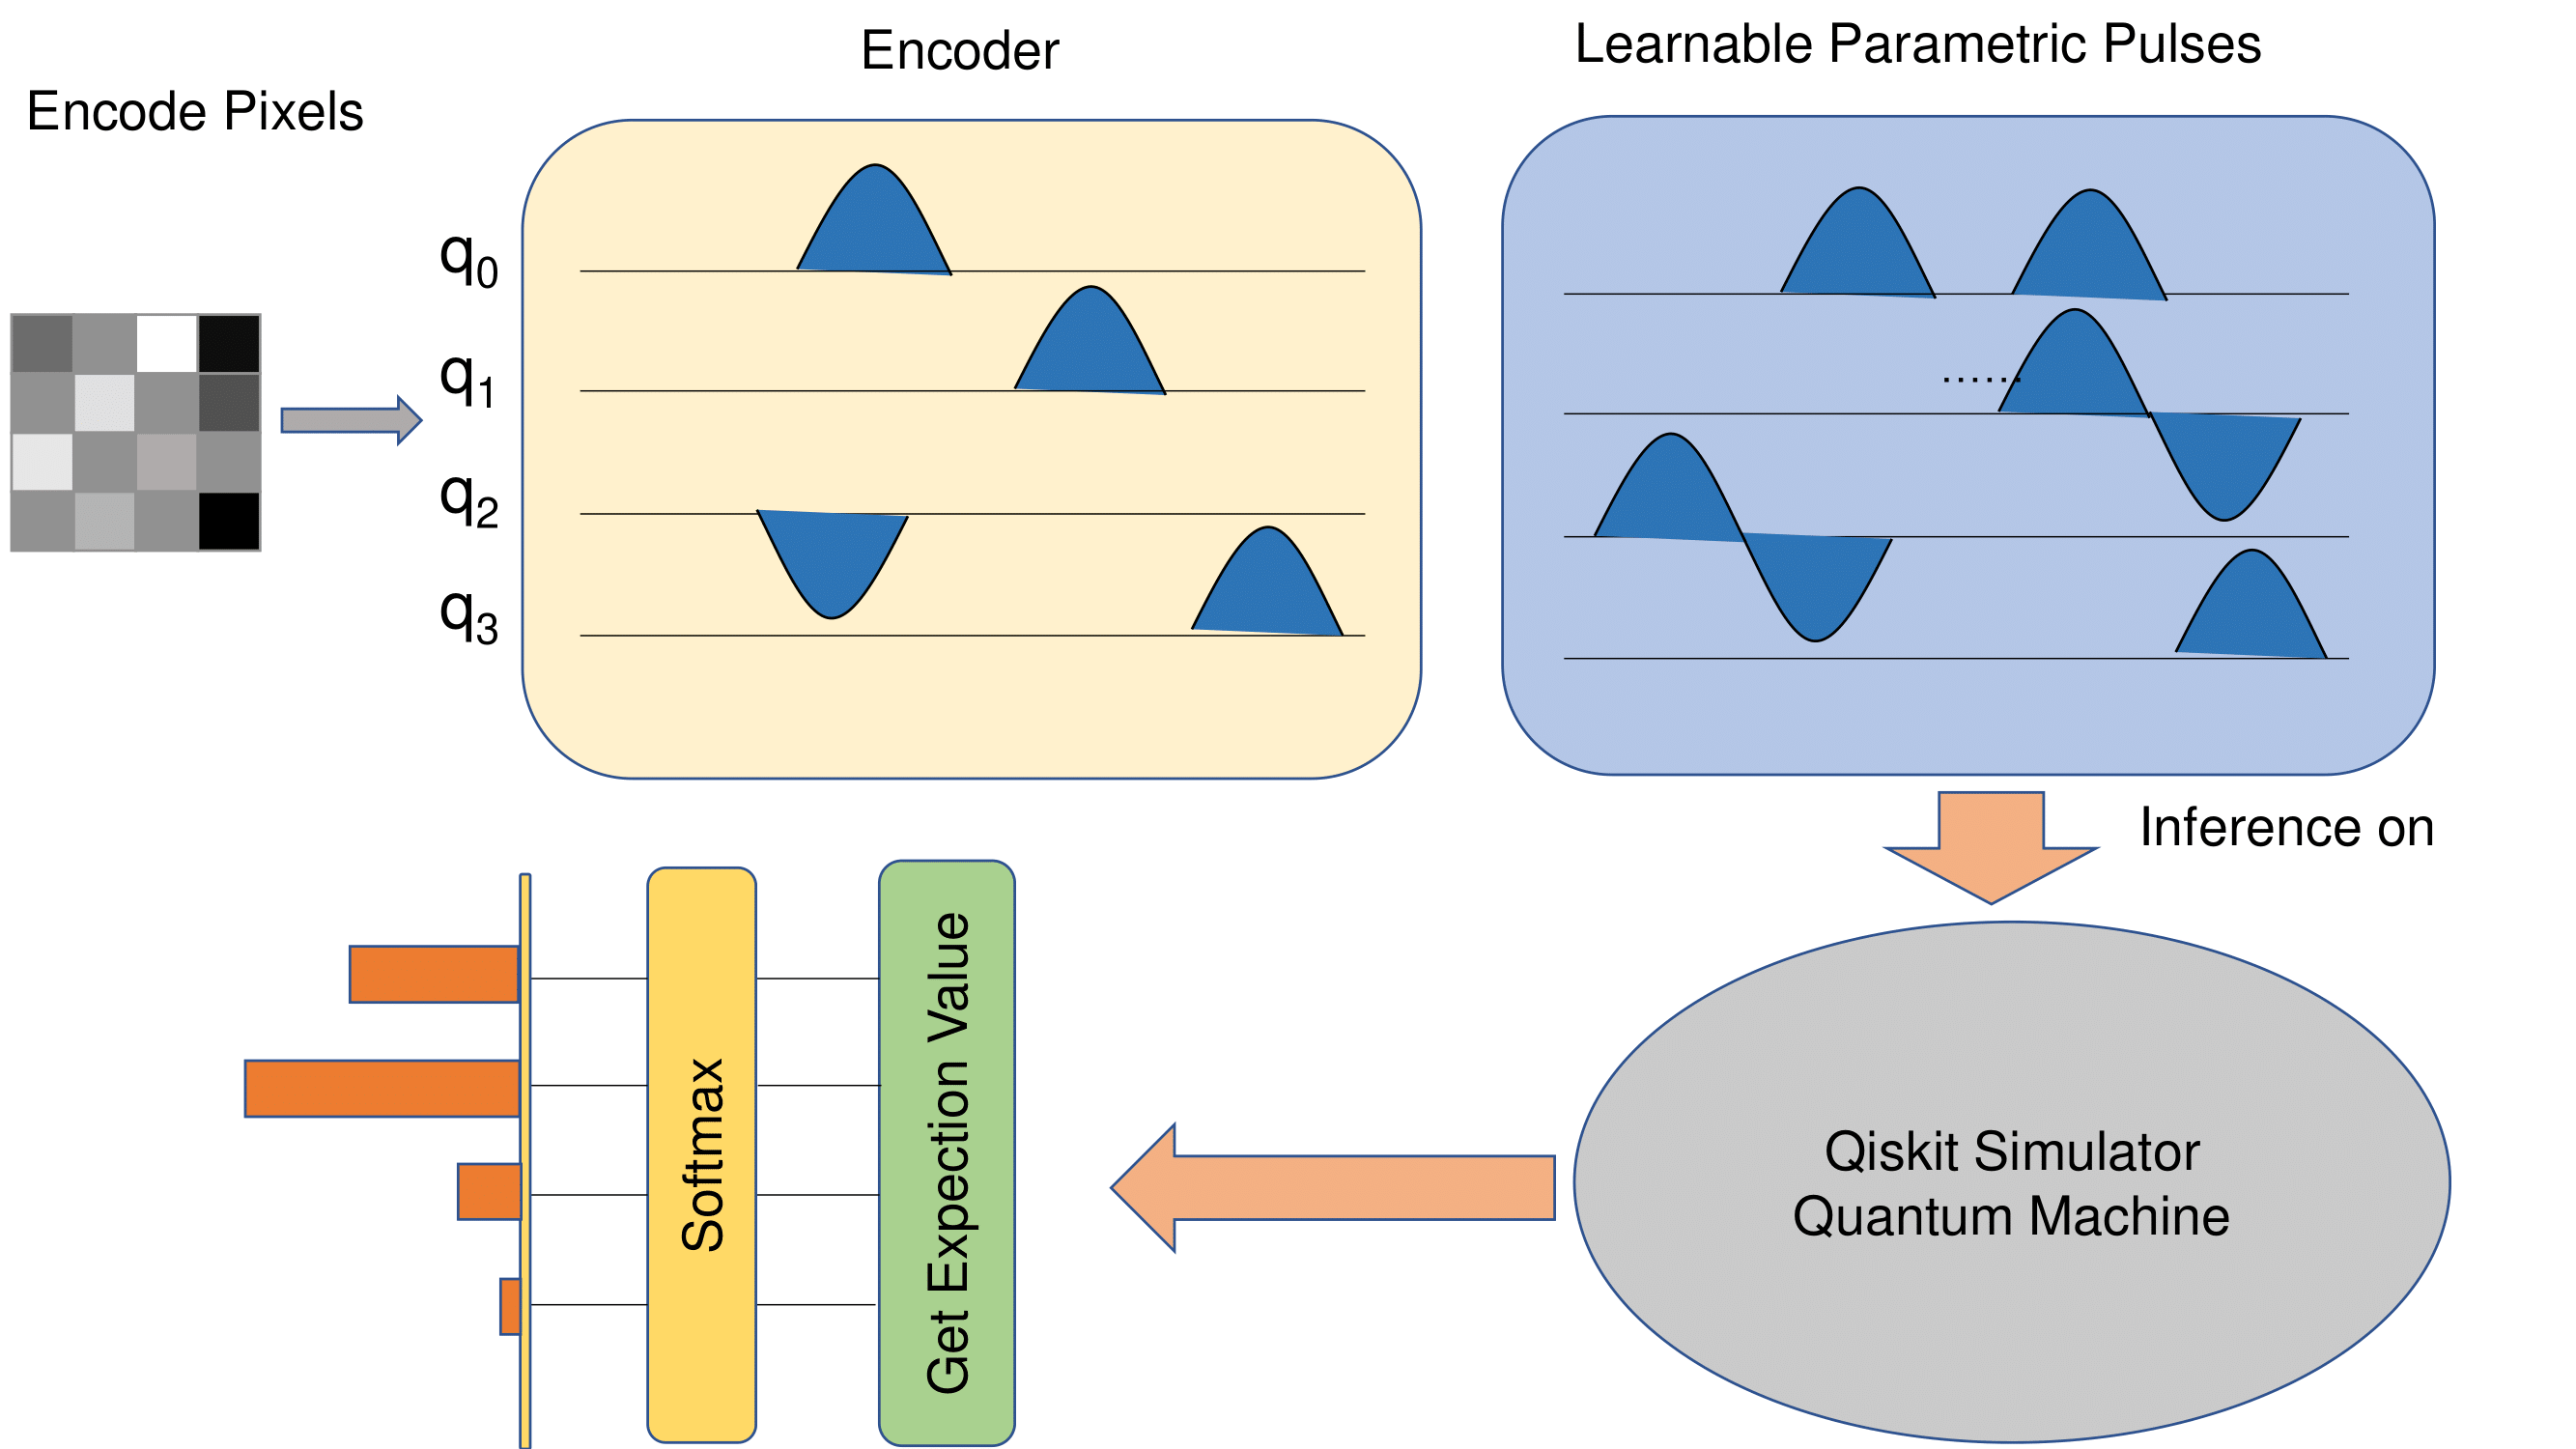 Encode Pixels
Encoder
Learnable Parametric Pulses
q0
q1
q2
q3
......
Inference on
Qiskit Simulator
Quantum Machine
Get Expection Value
Softmax